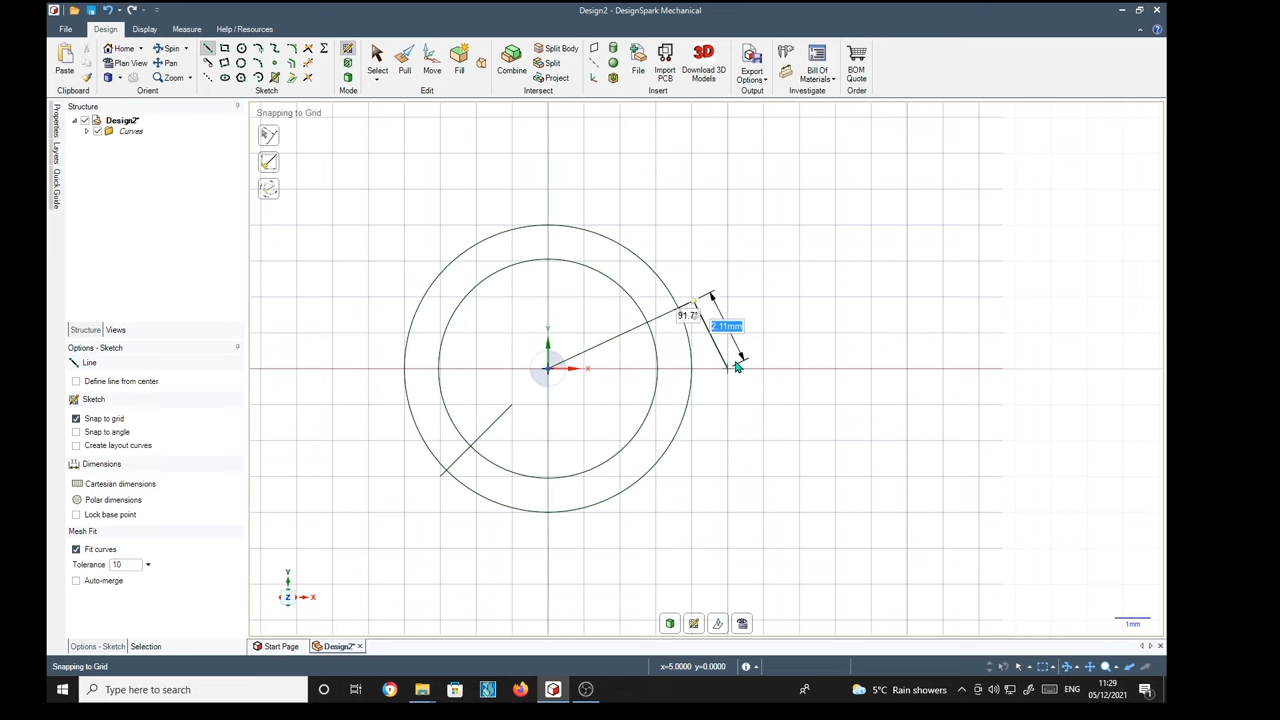 Design2 - DesignSpark Mechanical
File Design Display Measure Help / Resources
Paste
Home Spin
Plan View Pan
Zoom
Σ
Select Pull Move Fill
Combine
Split Body
Split
Project
File
Import PCB
3D
Download 3D Models
Export Options
Bill Of Materials
BOM Quote
Clipboard Orient Sketch Mode Edit Intersect Insert Output Investigate Order
Structure
Design2*
Curves
Properties Layers Quick Guide
Snapping to Grid
Y
X
91.7°
2.11mm
Structure Views
Options - Sketch
Line
Define line from center
Sketch
Snap to grid
Snap to angle
Create layout curves
Dimensions
Cartesian dimensions
Polar dimensions
Lock base point
Mesh Fit
Fit curves
Tolerance 10
Auto-merge
Y
Z X
1mm
Options - Sketch Selection
Start Page Design2*
Snapping to Grid
x=5.0000 y=0.0000
Type here to search
5°C Rain showers
ENG
11:29
05/12/2021
1